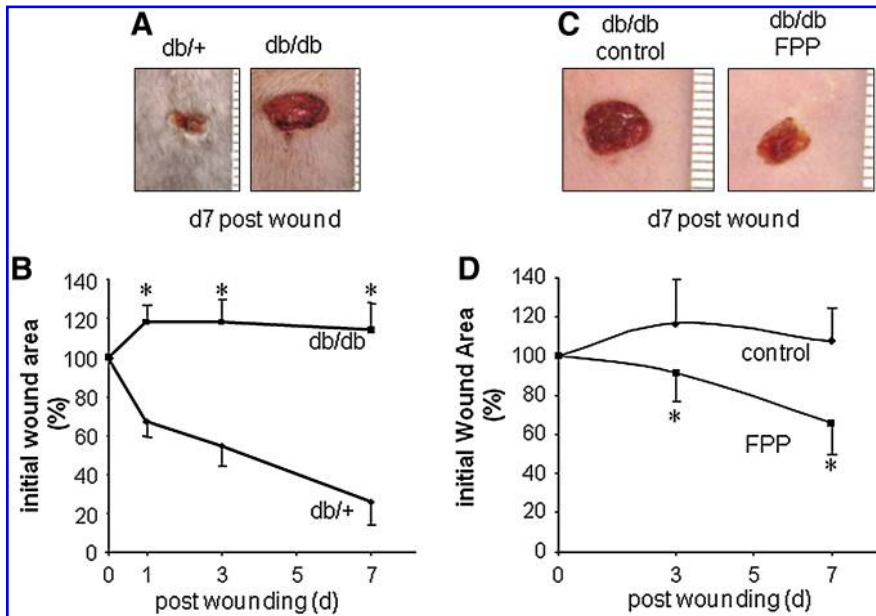 A
db/+
db/db
d7 post wound
B
initial wound area
(%)
140
120
100
80
60
40
20
0
*
*
*
db/db
db/+
0
1
3
5
7
post wounding (d)
C
db/db
control
db/db
FPP
d7 post wound
D
initial Wound Area
(%)
140
120
100
80
60
40
20
0
control
*
FPP
*
0
3
5
7
post wounding (d)